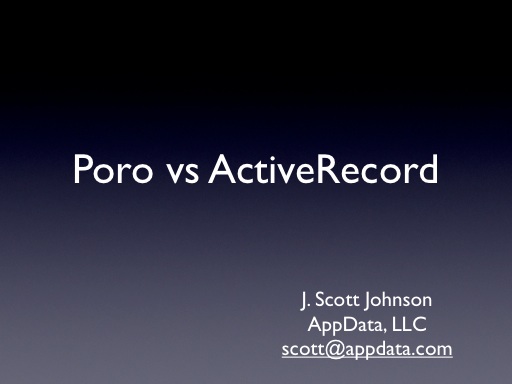 Poro vs ActiveRecord
J. Scott Johnson
AppData, LLC
scott@appdata.com